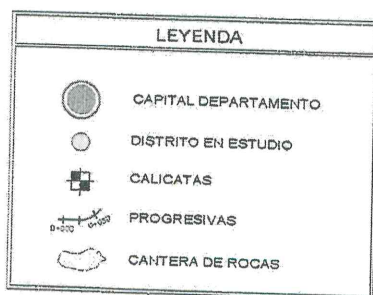 LEYENDA
CAPITAL DEPARTAMENTO
DISTRITO EN ESTUDIO
CALICATAS
PROGRESIVAS
CANTERA DE ROCAS